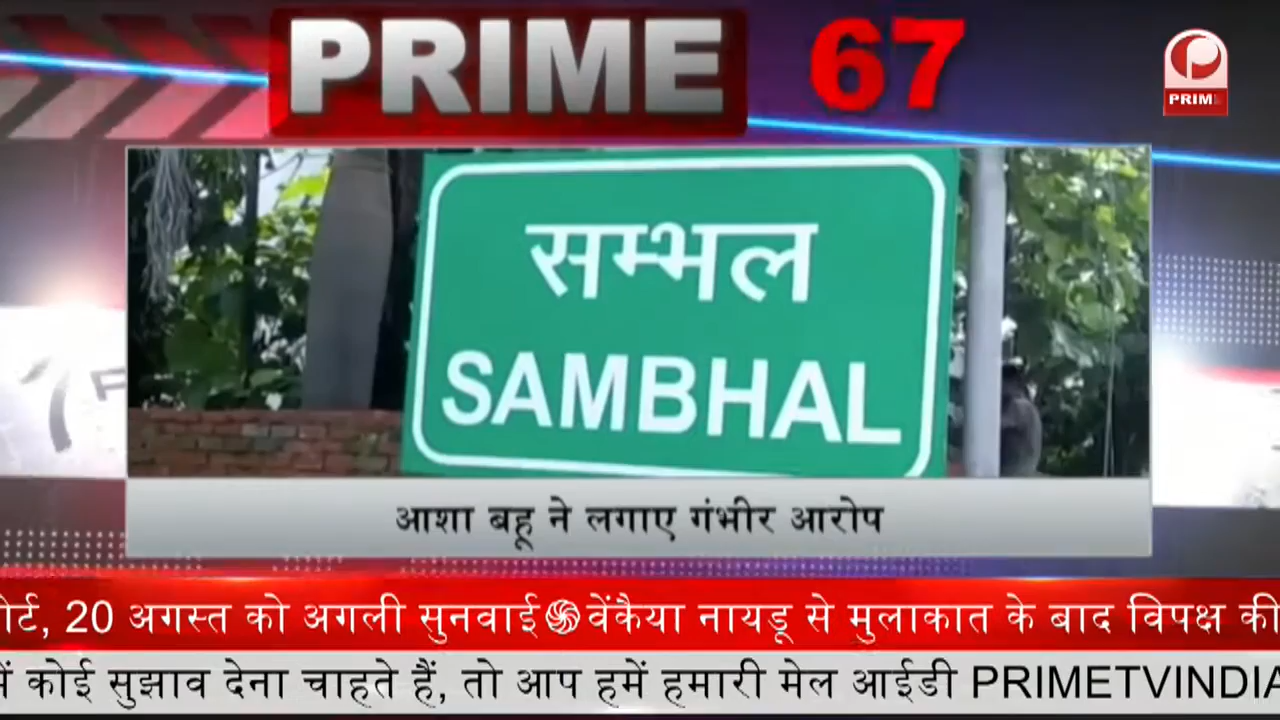 PRIME 67
PRIM
सम्भल
SAMBHAL
आशा बहू ने लगाए गंभीर आरोप
20 अगस्त को अगली सुनवाई वेंकैया नायडू से मुलाकात के बाद विपक्ष की
कोई सुझाव देना चाहते हैं, तो आप हमें हमारी मेल आईडी PRIMETVINDIA